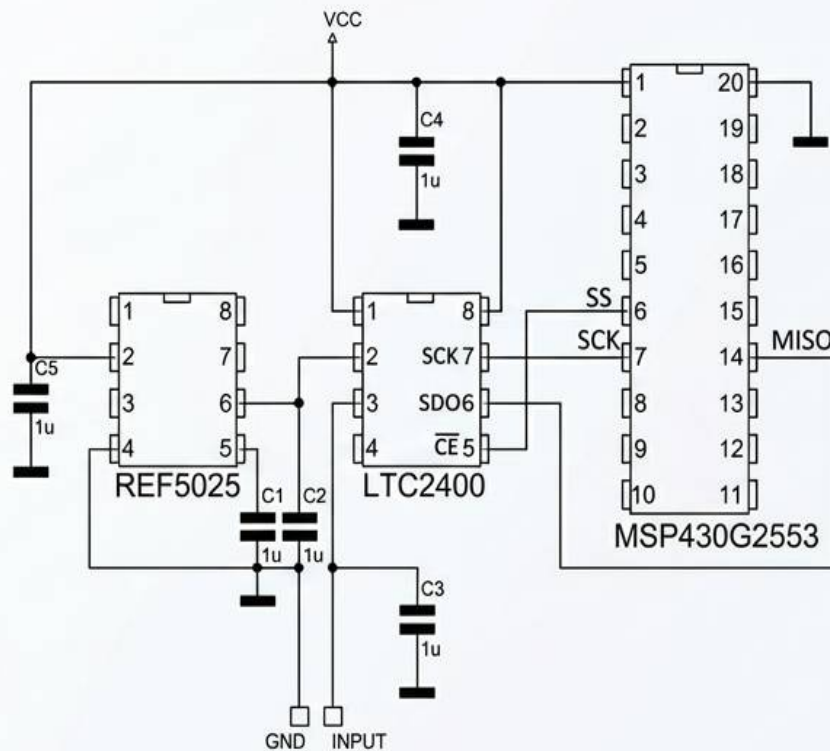 VCC
C4
1u
1 20
2 19
3 18
4 17
5 16
SS 6 15
SCK 7 14 MISO
8 13
9 12
10 11
MSP430G2553
1 8
2 7
3 6
4 5
REF5025
1 8
2 SCK 7
3 SDO 6
4 CE 5
LTC2400
C5
1u
C1
1u
C2
1u
C3
1u
GND INPUT